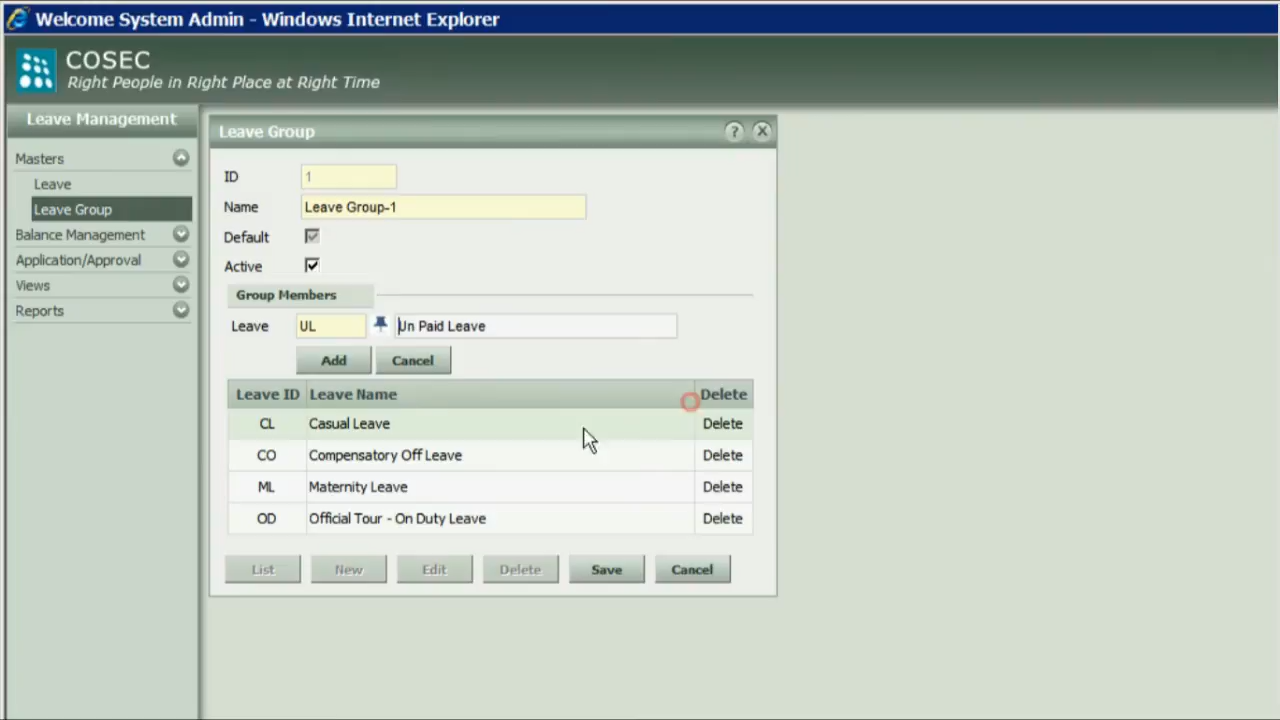 Welcome System Admin - Windows Internet Explorer
COSEC
Right People in Right Place at Right Time
Leave Management
Masters
Leave
Leave Group
Balance Management
Application/Approval
Views
Reports
Leave Group
?
ID 1
Name Leave Group-1
Default
Active
Group Members
Leave UL Un Paid Leave
Add Cancel
Leave ID Leave Name Delete
CL Casual Leave Delete
CO Compensatory Off Leave Delete
ML Maternity Leave Delete
OD Official Tour - On Duty Leave Delete
List New Edit Delete Save Cancel